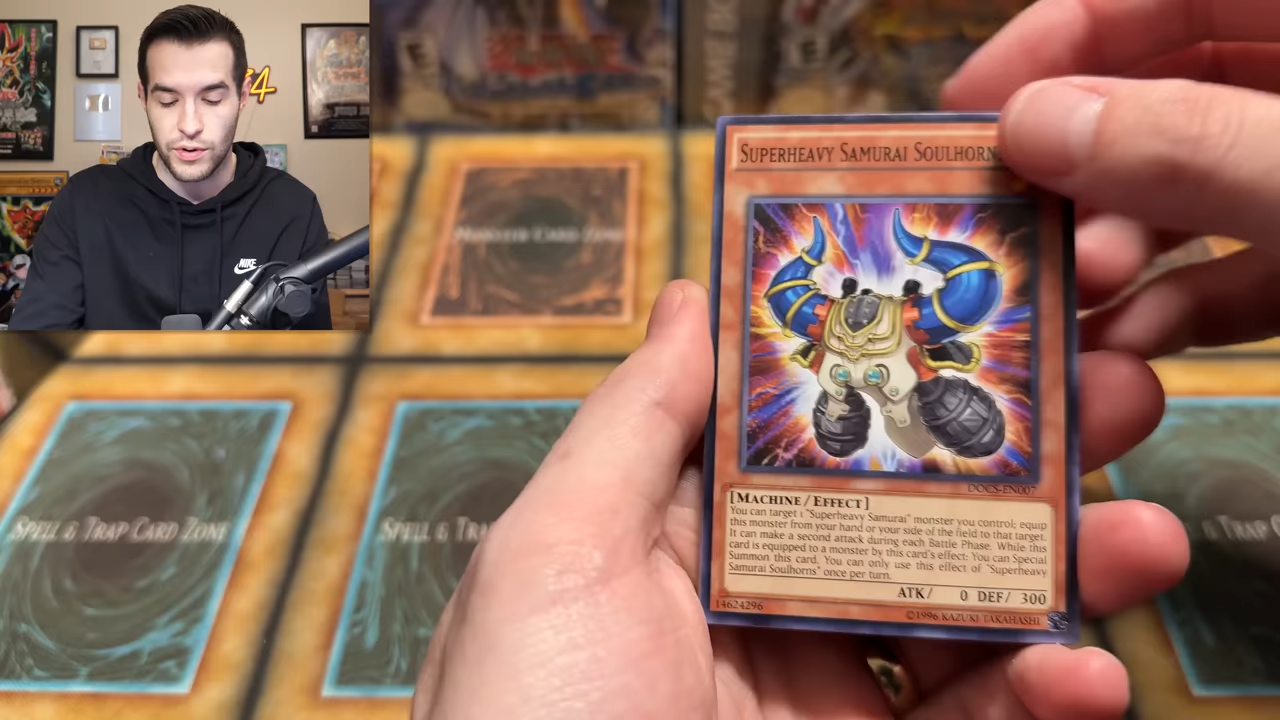 NIKE
MONSTER CARD ZONE
SUPERHEAVY SAMURAI SOULHORN
DOCS-EN007
[MACHINE/EFFECT]
You can target 1 "Superheavy Samurai" monster you control; equip
this monster from your hand or your side of the field to that target.
It can make a second attack during each Battle Phase. While this
card is equipped to a monster by this card's effect: You can Special
Summon this card. You can only use this effect of "Superheavy
Samurai Soulhorns" once per turn.
ATK/ 0 DEF/ 300
14624296
©1996 KAZUKI TAKAHASHI
SPELL & TRAP CARD ZONE
SPELL & TRA
& TRAP C